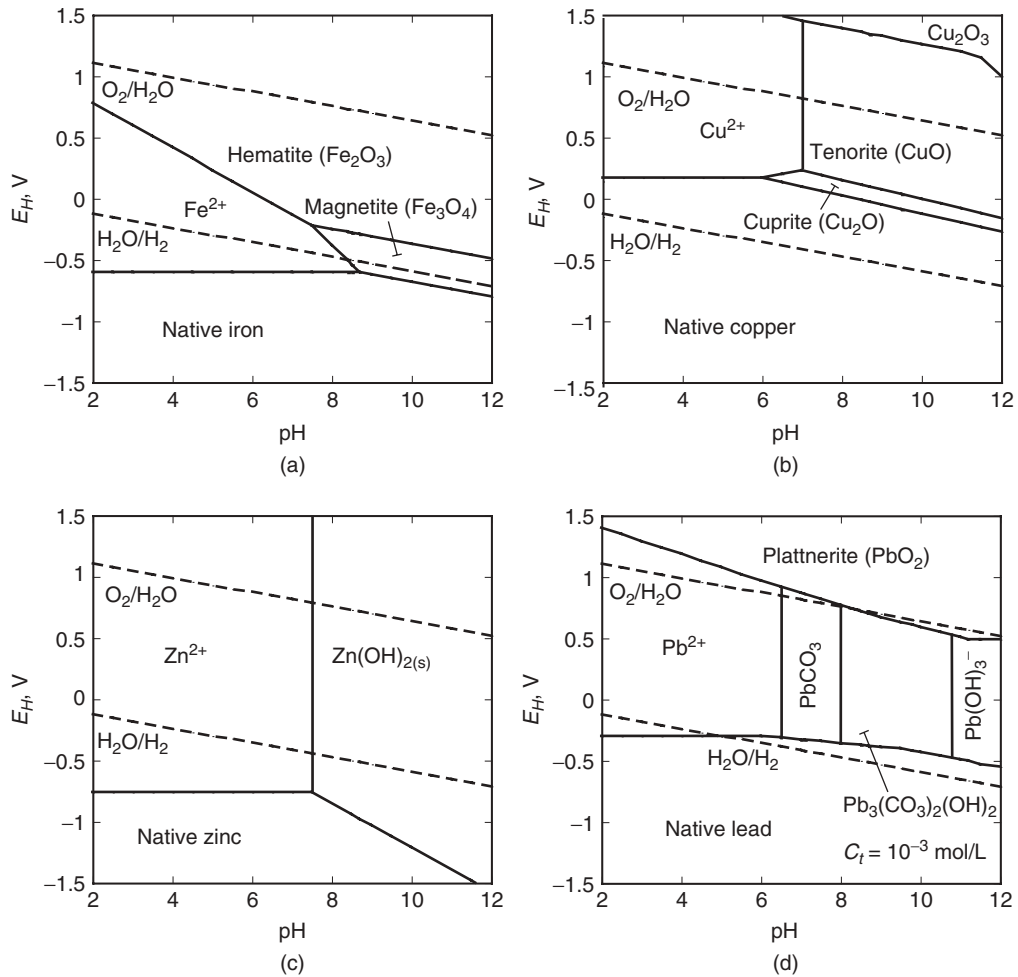 (a)
1.5
1
0.5
0
−0.5
−1
−1.5
E_H, V
O₂/H₂O
Hematite (Fe₂O₃)
Fe²⁺
Magnetite (Fe₃O₄)
H₂O/H₂
Native iron
2 4 6 8 10 12
pH
(a)
1.5
1
0.5
0
−0.5
−1
−1.5
E_H, V
Cu₂O₃
O₂/H₂O
Cu²⁺
Tenorite (CuO)
Cuprite (Cu₂O)
H₂O/H₂
Native copper
2 4 6 8 10 12
pH
(b)
1.5
1
0.5
0
−0.5
−1
−1.5
E_H, V
O₂/H₂O
Zn²⁺
Zn(OH)₂₍ₛ₎
H₂O/H₂
Native zinc
2 4 6 8 10 12
pH
(c)
1.5
1
0.5
0
−0.5
−1
−1.5
E_H, V
Plattnerite (PbO₂)
O₂/H₂O
Pb²⁺
PbCO₃
Pb(OH)₃⁻
H₂O/H₂
Pb₃(CO₃)₂(OH)₂
Native lead
C_t = 10⁻³ mol/L
2 4 6 8 10 12
pH
(d)